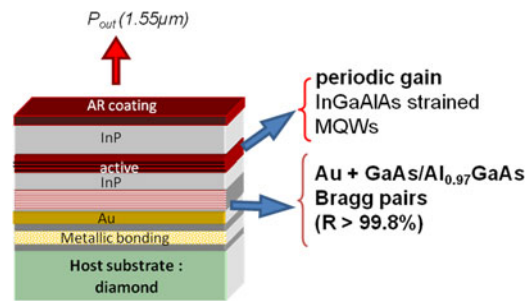 P_out (1.55µm)
AR coating
InP
active
InP
Au
Metallic bonding
Host substrate :
diamond
periodic gain
InGaAlAs strained
MQWs
Au + GaAs/Al₀.₉₇GaAs
Bragg pairs
(R > 99.8%)